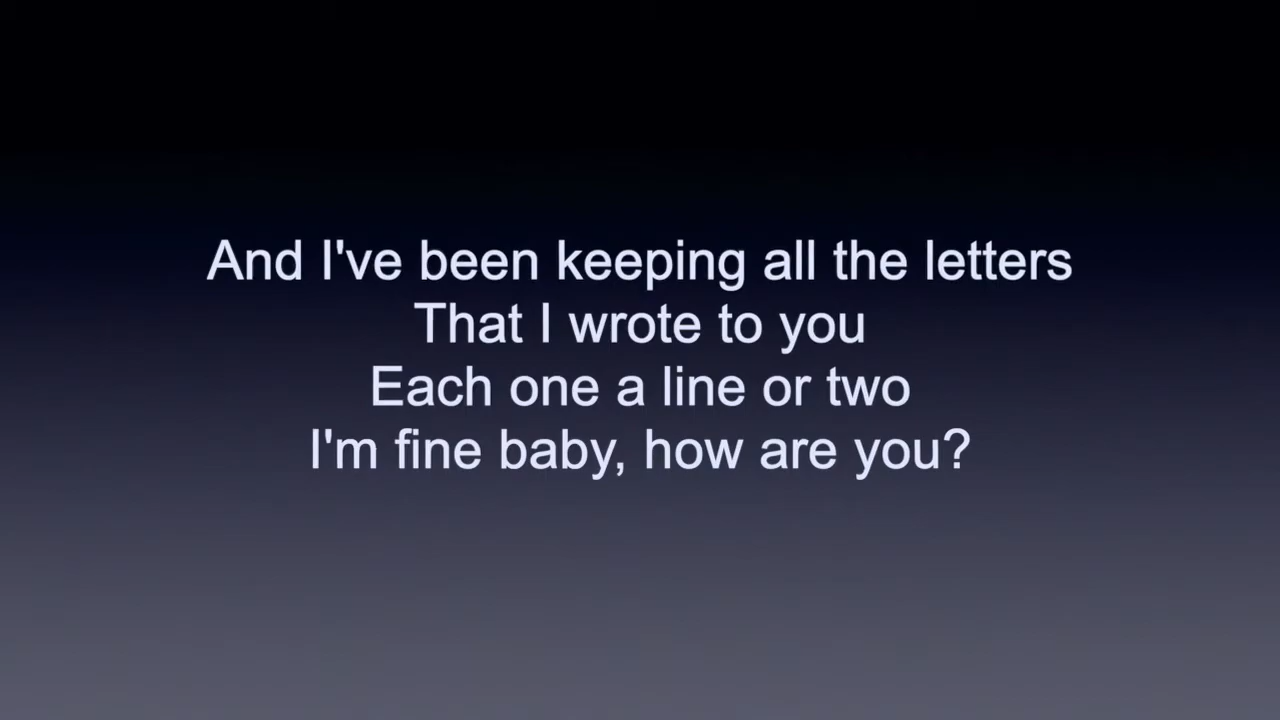 And I've been keeping all the letters
That I wrote to you
Each one a line or two
I'm fine baby, how are you?